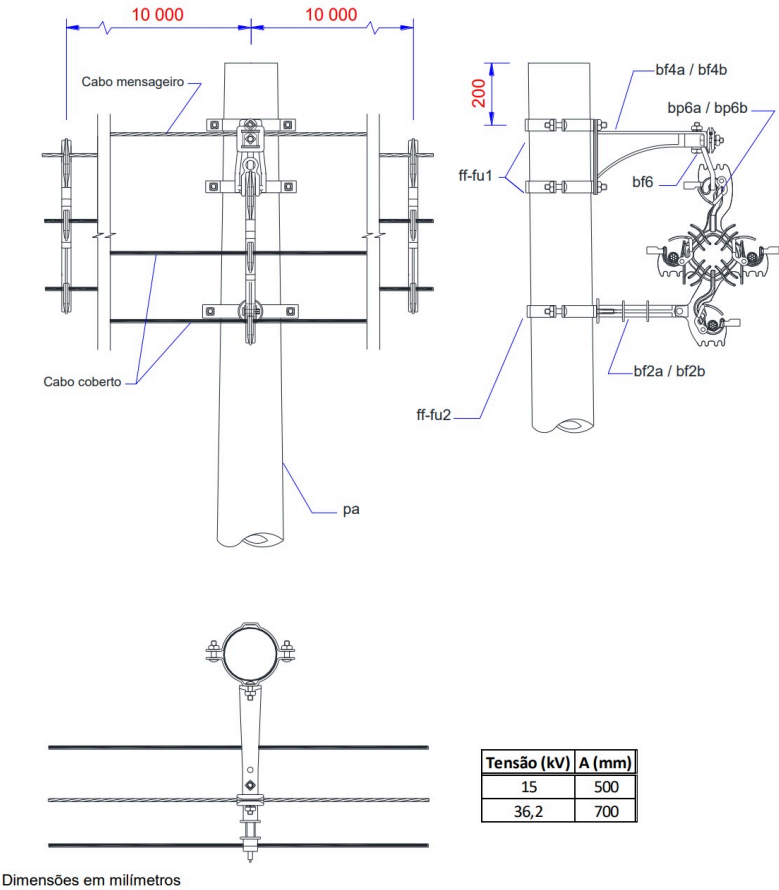 10 000
10 000
Cabo mensageiro
Cabo coberto
pa
200
bf4a / bf4b
bp6a / bp6b
ff-fu1
bf6
bf2a / bf2b
ff-fu2
Tensão (kV) A (mm)
15 500
36,2 700
Dimensões em milímetros